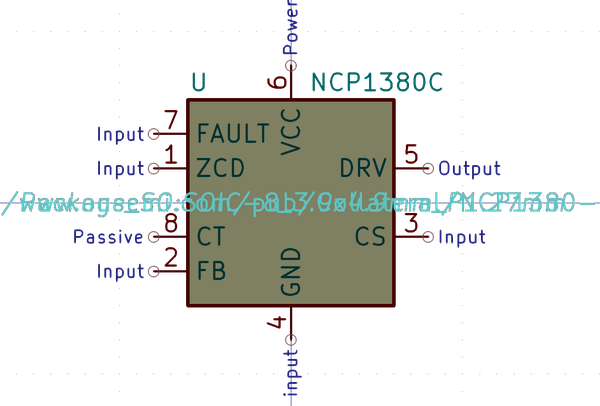 Power
6
U
NCP1380C
VCC
Input
7
FAULT
Input
1
ZCD
DRV
5
Output
Passive
8
CT
CS
3
Input
Input
2
FB
GND
4
input